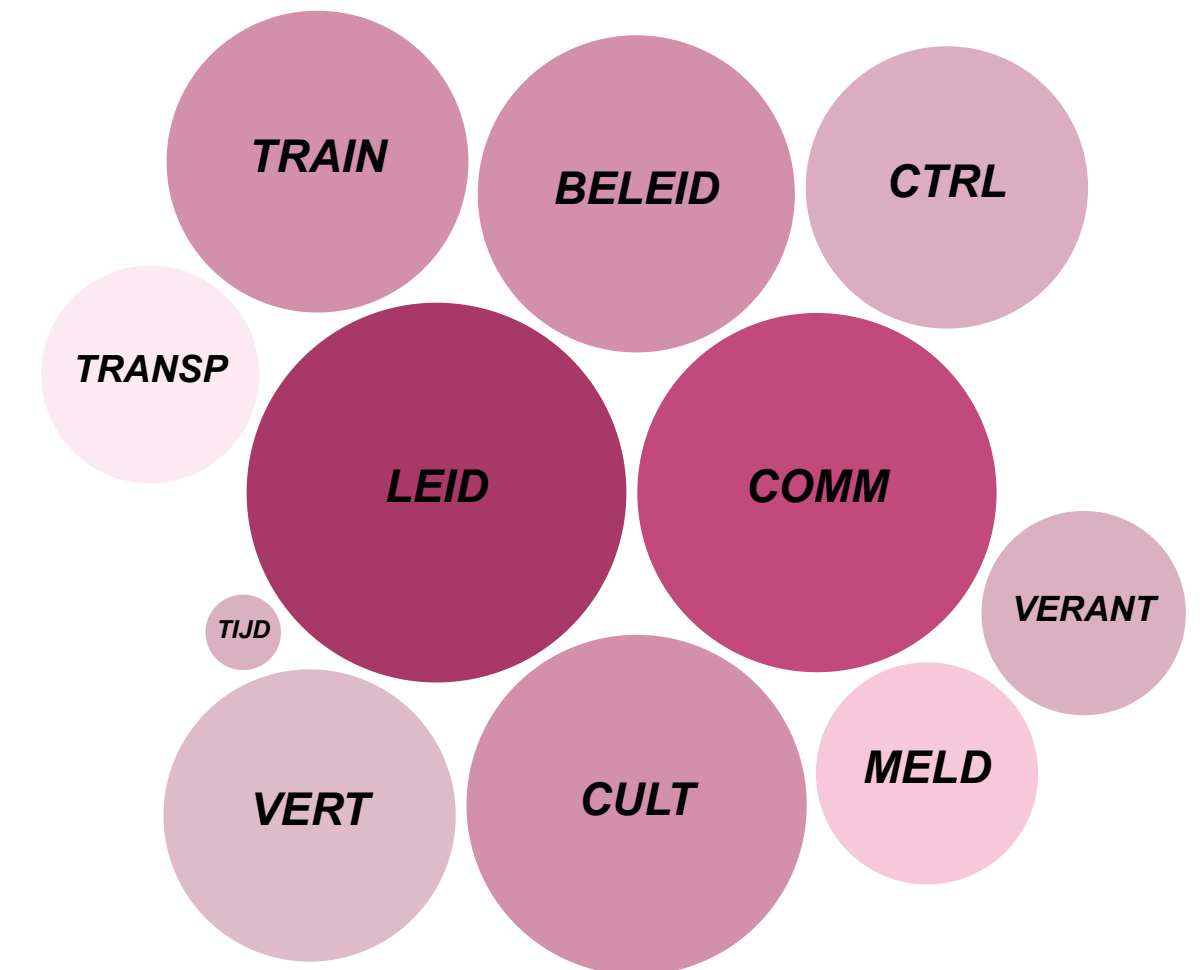 TRAIN
BELEID
CTRL
TRANSP
LEID
COMM
VERANT
TIJD
MELD
VERT
CULT